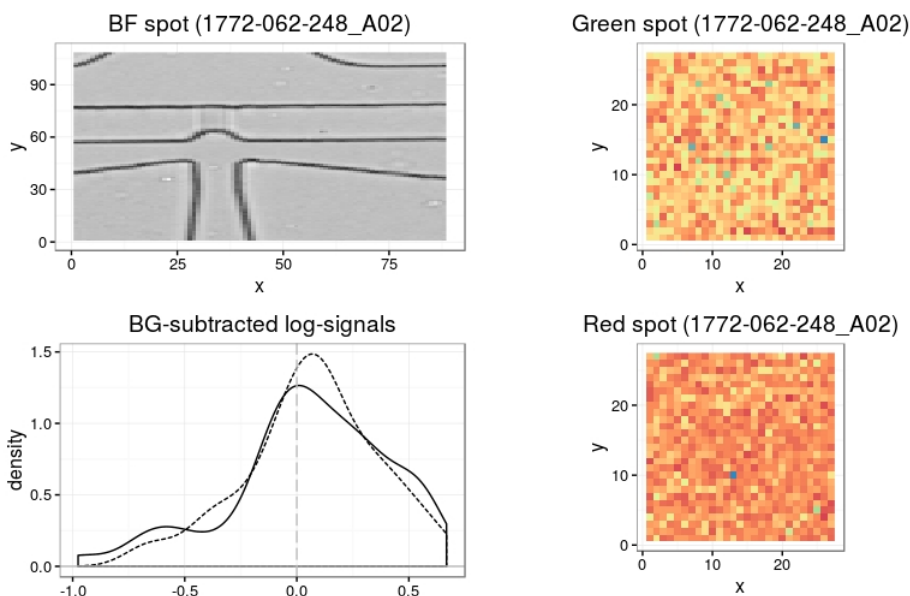 BF spot (1772-062-248_A02)
y
90
60
30
0
0 25 50 75
x
Green spot (1772-062-248_A02)
y
20
10
0
0 10 20
x
BG-subtracted log-signals
density
1.5
1.0
0.5
0.0
-1.0 -0.5 0.0 0.5
Red spot (1772-062-248_A02)
y
20
10
0
0 10 20
x